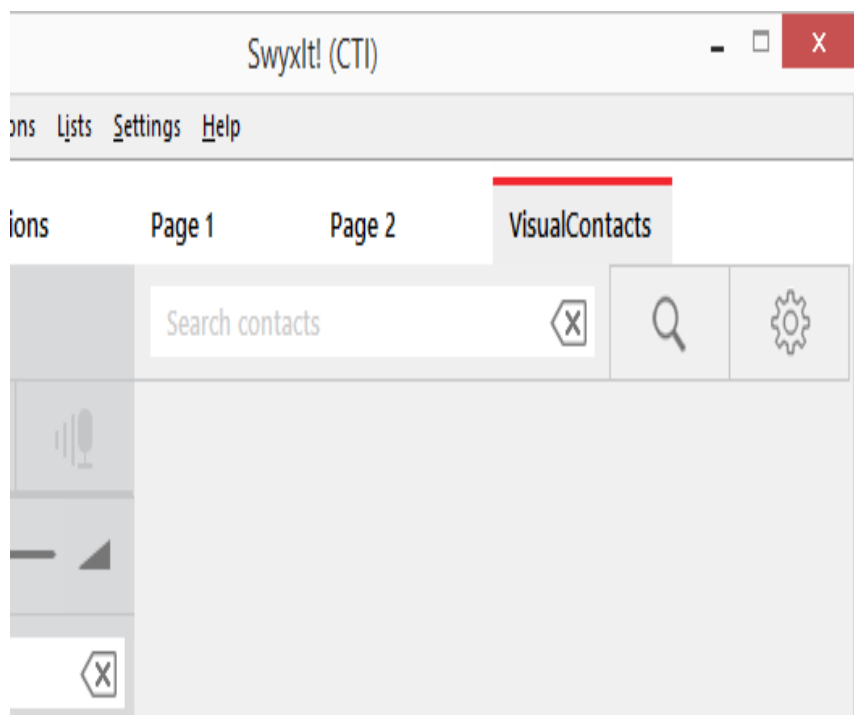 SwyxIt! (CTI)
ons Lists Settings Help
ions Page 1 Page 2 VisualContacts
Search contacts